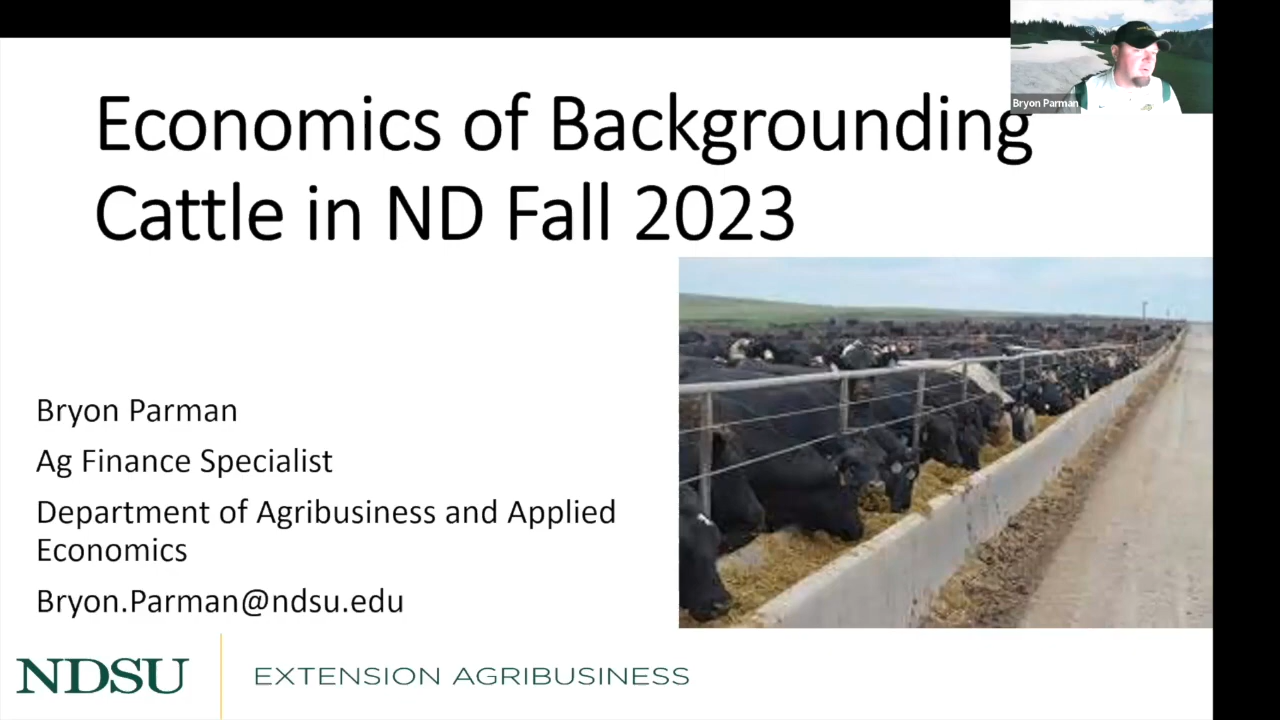 Economics of Backgrounding
Cattle in ND Fall 2023
Bryon Parman
Bryon Parman
Ag Finance Specialist
Department of Agribusiness and Applied
Economics
Bryon.Parman@ndsu.edu
NDSU
EXTENSION AGRIBUSINESS